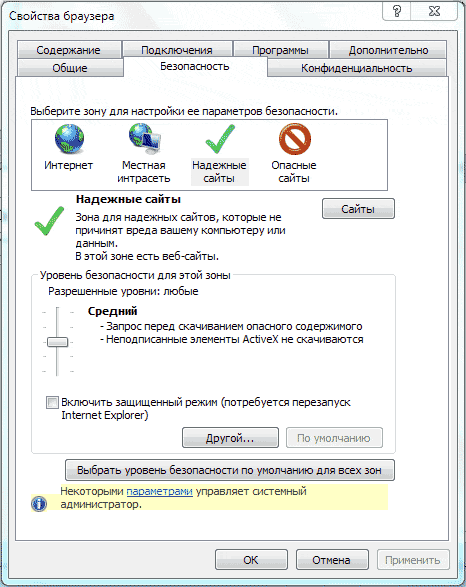 Свойства браузера
Содержание Подключения Программы Дополнительно
Общие Безопасность Конфиденциальность
Выберите зону для настройки ее параметров безопасности.
Интернет Местная интрасеть Надежные сайты Опасные сайты
Надежные сайты
Сайты
Зона для надежных сайтов, которые не
причинят вреда вашему компьютеру или
данным.
В этой зоне есть веб-сайты.
Уровень безопасности для этой зоны
Разрешенные уровни: любые
Средний
- Запрос перед скачиванием опасного содержимого
- Неподписанные элементы ActiveX не скачиваются
Включить защищенный режим (потребуется перезапуск
Internet Explorer)
Другой... По умолчанию
Выбрать уровень безопасности по умолчанию для всех зон
Некоторыми параметрами управляет системный
администратор.
ОК Отмена Применить